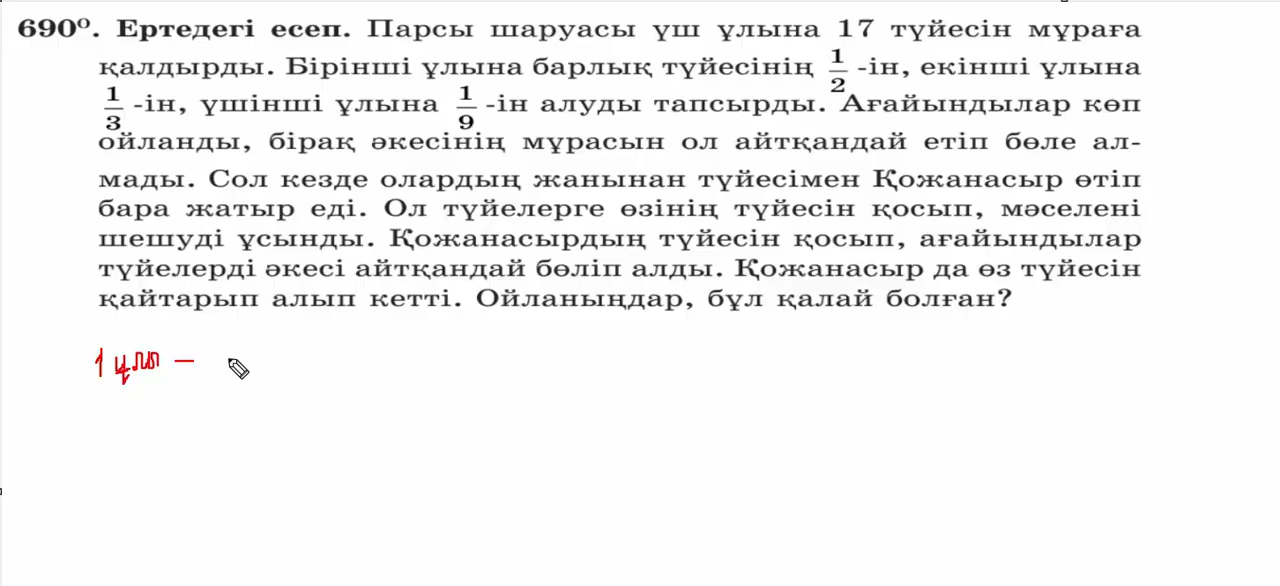 690⁰. Ертедегі есеп. Парсы шаруасы үш ұлына 17 түйесін мұраға
қалдырды. Бірінші ұлына барлық түйесінің 1/2 -ін, екінші ұлына
1/3 -ін, үшінші ұлына 1/9 -ін алуды тапсырды. Ағайындылар көп
ойланды, бірақ әкесінің мұрасын ол айтқандай етіп бөле ал-
мады. Сол кезде олардың жанынан түйесімен Қожанасыр өтіп
бара жатыр еді. Ол түйелерге өзінің түйесін қосып, мәселені
шешуді ұсынды. Қожанасырдың түйесін қосып, ағайындылар
түйелерді әкесі айтқандай бөліп алды. Қожанасыр да өз түйесін
қайтарып алып кетті. Ойланыңдар, бұл қалай болған?
1 ұлы —